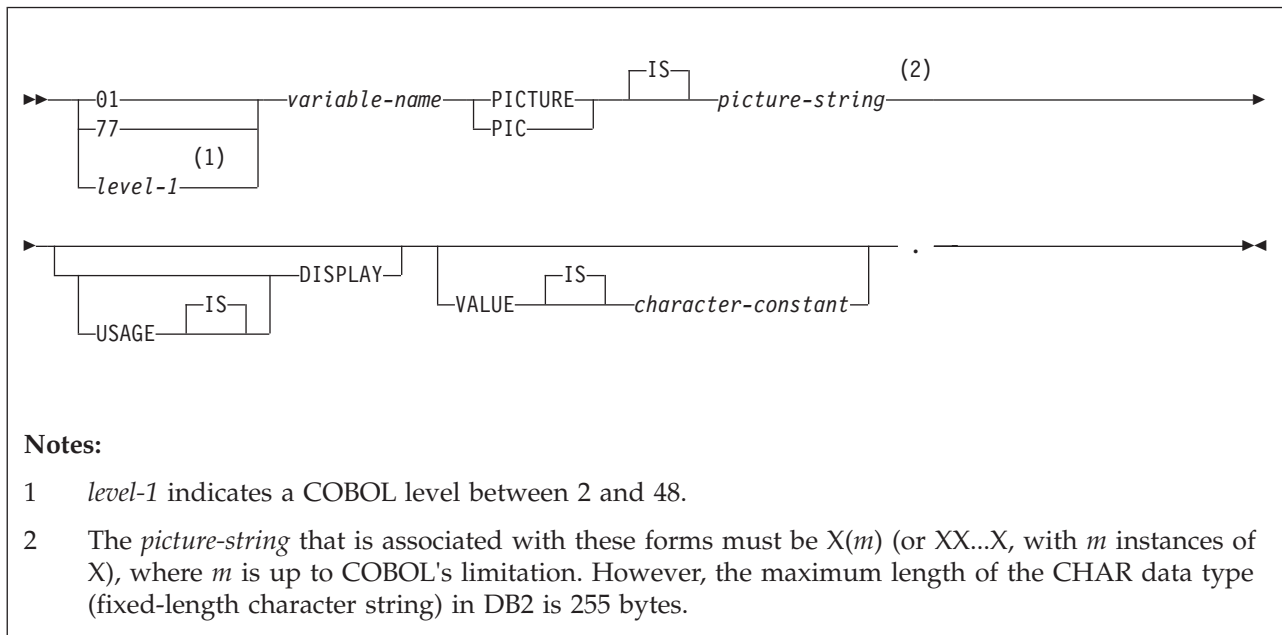 IS (2)
01 variable-name PICTURE picture-string
77 PIC
(1)
level-1
DISPLAY . 
IS IS
USAGE VALUE character-constant
Notes:
1 level-1 indicates a COBOL level between 2 and 48.
2 The picture-string that is associated with these forms must be X(m) (or XX...X, with m instances of
X), where m is up to COBOL's limitation. However, the maximum length of the CHAR data type
(fixed-length character string) in DB2 is 255 bytes.